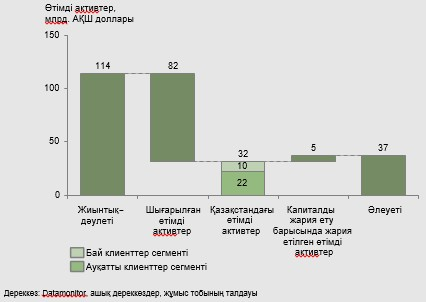 Өтімді активтер,
млрд. АҚШ доллары
150
100
50
0
114
82
32
10
22
5
37
Жиынтық–
дәулеті
Шығарылған
өтімді
активтер
Қазақстандағы
өтімді
активтер
Капиталды
жария ету
барысында жария
етілген өтімді
активтер
Әлеуеті
Бай клиенттер сегменті
Ауқатты клиенттер сегменті
Дереккөз: Datamonitor, ашық дереккөздер, жұмыс тобының талдауы